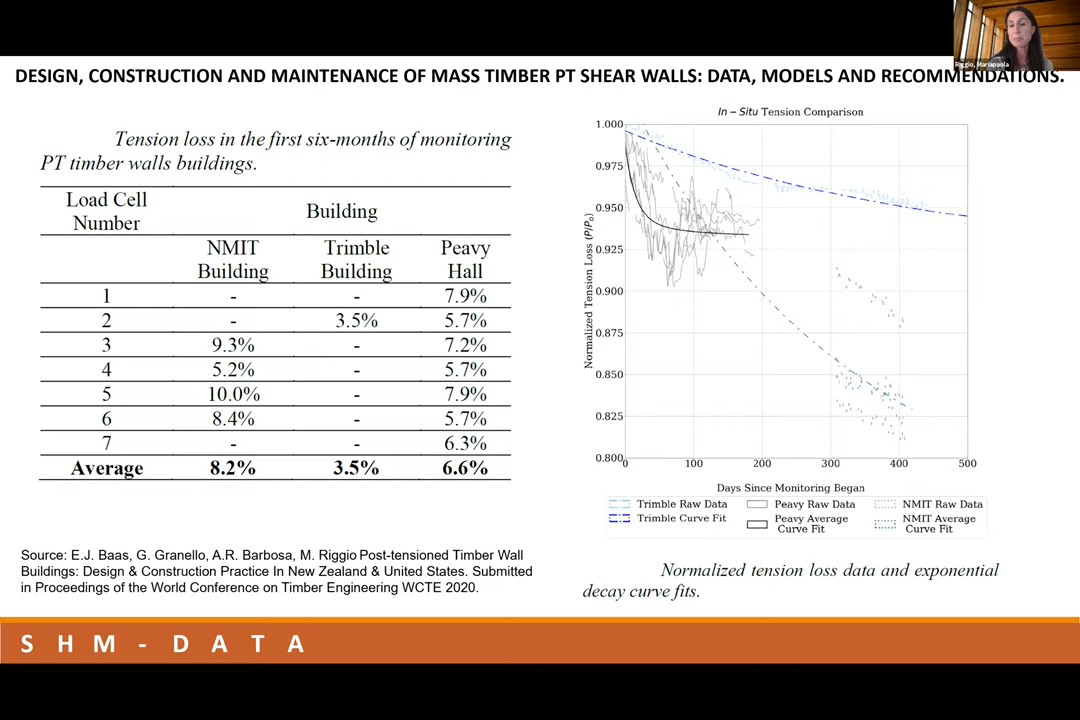 Riggio, Mariapaola
DESIGN, CONSTRUCTION AND MAINTENANCE OF MASS TIMBER PT SHEAR WALLS: DATA, MODELS AND RECOMMENDATIONS.
Tension loss in the first six-months of monitoring
PT timber walls buildings.
Load Cell Number Building
NMIT Building Trimble Building Peavy Hall
1 - - 7.9%
2 - 3.5% 5.7%
3 9.3% - 7.2%
4 5.2% - 5.7%
5 10.0% - 7.9%
6 8.4% - 5.7%
7 - - 6.3%
Average 8.2% 3.5% 6.6%
Source: E.J. Baas, G. Granello, A.R. Barbosa, M. Riggio Post-tensioned Timber Wall
Buildings: Design & Construction Practice In New Zealand & United States. Submitted
in Proceedings of the World Conference on Timber Engineering WCTE 2020.
In − Situ Tension Comparison
Normalized Tension Loss (P/Po)
1.000
0.975
0.950
0.925
0.900
0.875
0.850
0.825
0.800
0 100 200 300 400 500
Days Since Monitoring Began
Trimble Raw Data
Trimble Curve Fit
Peavy Raw Data
Peavy Average
Curve Fit
NMIT Raw Data
NMIT Average
Curve Fit
Normalized tension loss data and exponential
decay curve fits.
SHM-DATA